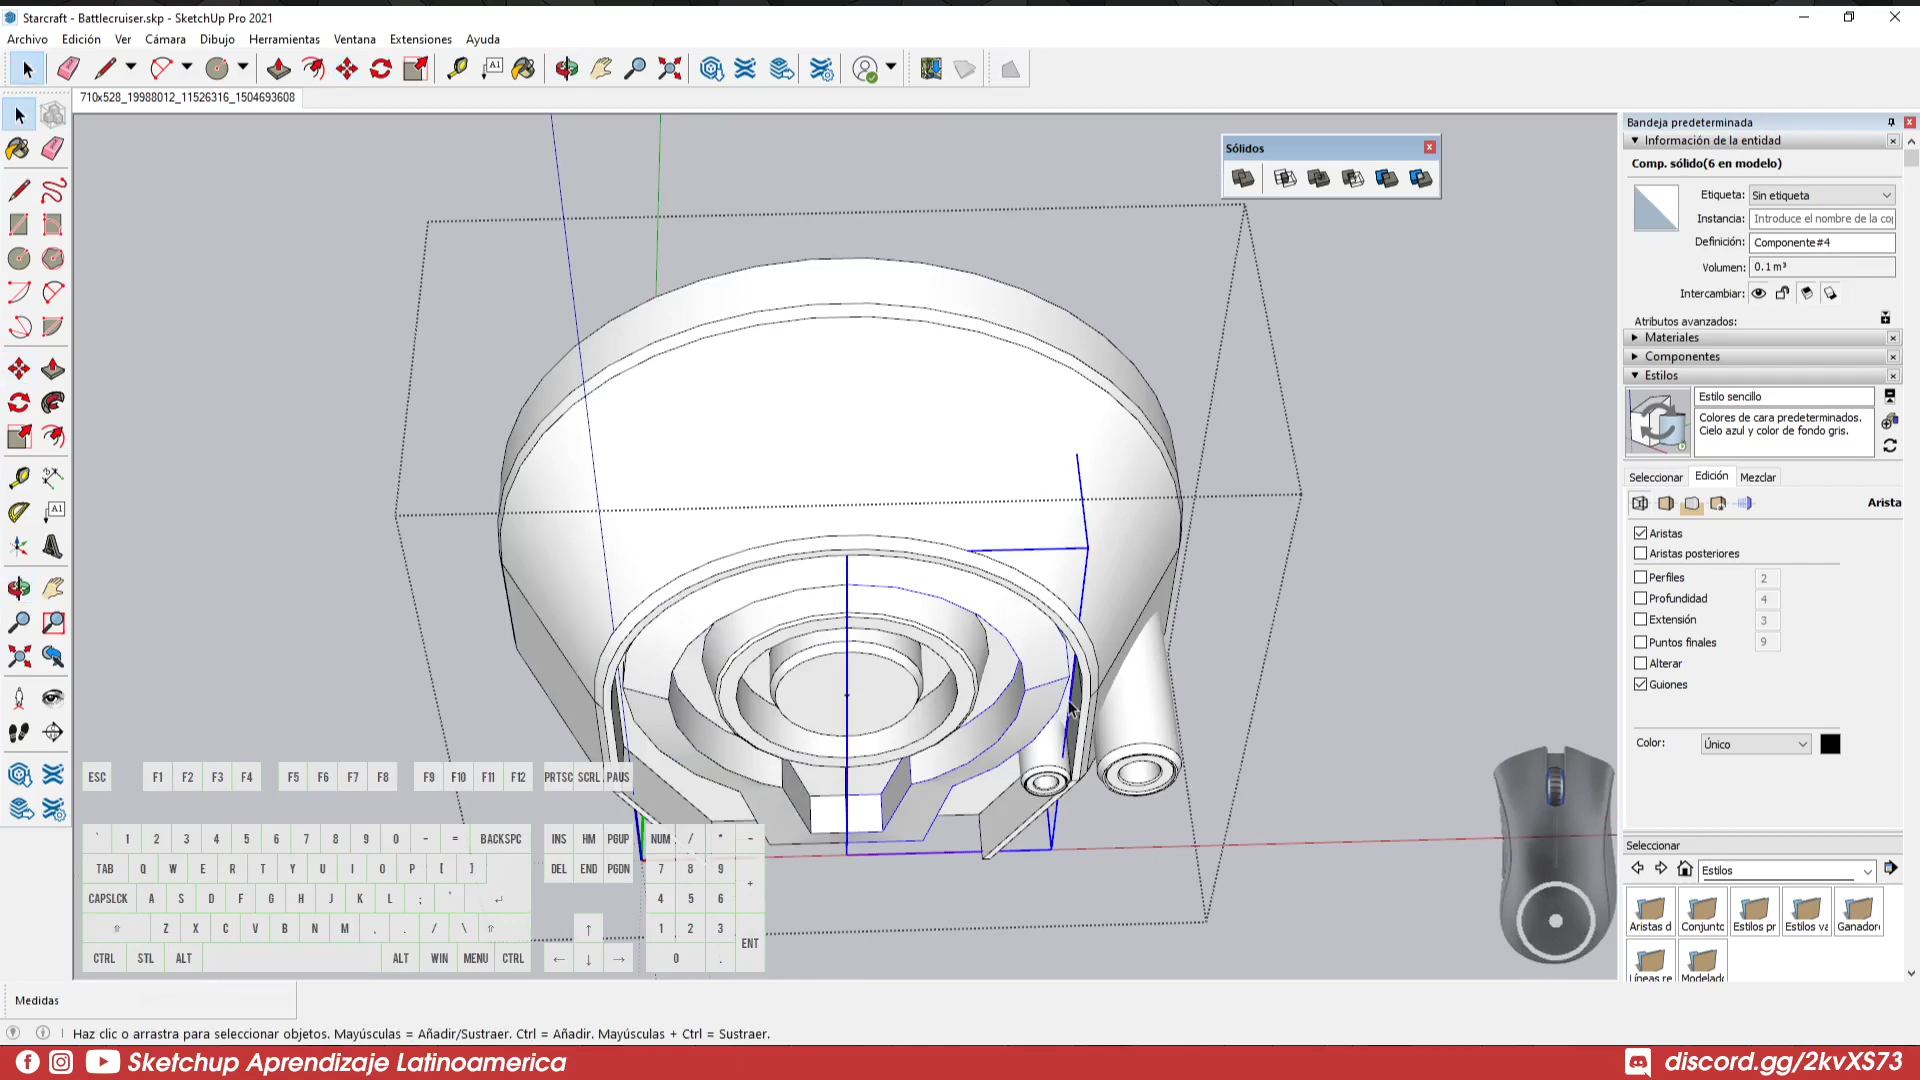 Starcraft - Battlecruiser.skp - SketchUp Pro 2021
Archivo Edición Ver Cámara Dibujo Herramientas Ventana Extensiones Ayuda
710x528_19988012_11526316_1504693608
Sólidos
Bandeja predeterminada
Información de la entidad
Comp. sólido(6 en modelo)
Etiqueta: Sin etiqueta
Instancia: Introduce el nombre de la co
Definición: Componente#4
Volumen: 0.1 m³
Intercambiar:
Atributos avanzados:
Materiales
Componentes
Estilos
Estilo sencillo
Colores de cara predeterminados.
Cielo azul y color de fondo gris.
Seleccionar Edición Mezclar
Arista
Aristas
Aristas posteriores
Perfiles 2
Profundidad 4
Extensión 3
Puntos finales 9
Alterar
Guiones
Color: Único
Seleccionar
Estilos
Aristas d Conjunto Estilos pr Estilos va Ganador
Líneas re Modelado
ESC F1 F2 F3 F4 F5 F6 F7 F8 F9 F10 F11 F12 PRTSC SCRL PAUS
` 1 2 3 4 5 6 7 8 9 0 - = BACKSPC INS HM PGUP NUM / * -
TAB Q W E R T Y U I O P [ ] DEL END PGDN 7 8 9 +
CAPSLCK A S D F G H J K L ; ' 4 5 6
Z X C V B N M , . / \ 1 2 3 ENT
CTRL STL ALT ALT WIN MENU CTRL 0 .
Medidas
Haz clic o arrastra para seleccionar objetos. Mayúsculas = Añadir/Sustraer. Ctrl = Añadir. Mayúsculas + Ctrl = Sustraer.
Sketchup Aprendizaje Latinoamerica
discord.gg/2kvXS73